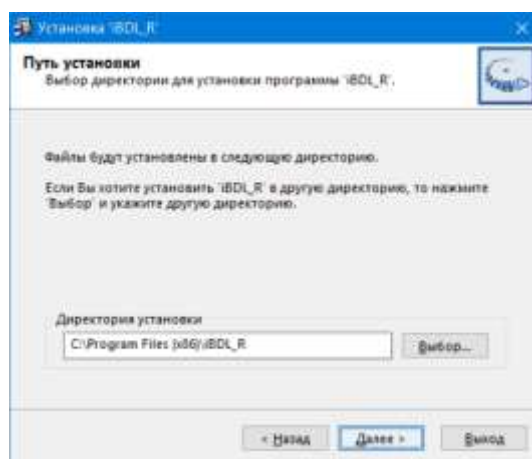 Установка 'iBDL_R'
Путь установки
Выбор директории для установки программы 'iBDL_R'.
Файлы будут установлены в следующую директорию.
Если Вы хотите установить 'iBDL_R' в другую директорию, то нажмите
'Выбор' и укажите другую директорию.
Директория установки
C:\Program Files (x86)\iBDL_R
Выбор...
< Назад
Далее >
Выход